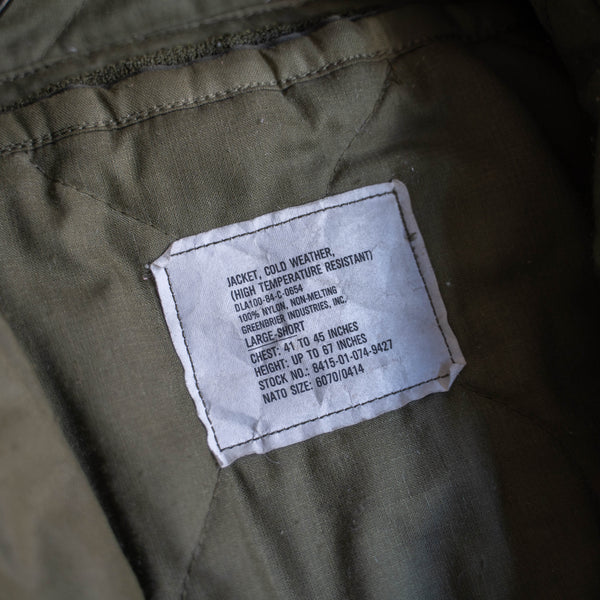 JACKET, COLD WEATHER,
(HIGH TEMPERATURE RESISTANT)
DLA100-84-C-0654
100% NYLON, NON-MELTING
GREENBRIER INDUSTRIES, INC.
LARGE-SHORT
CHEST: 41 TO 45 INCHES
HEIGHT: UP TO 67 INCHES
STOCK NO.: 8415-01-074-9427
NATO SIZE: 6070/0414